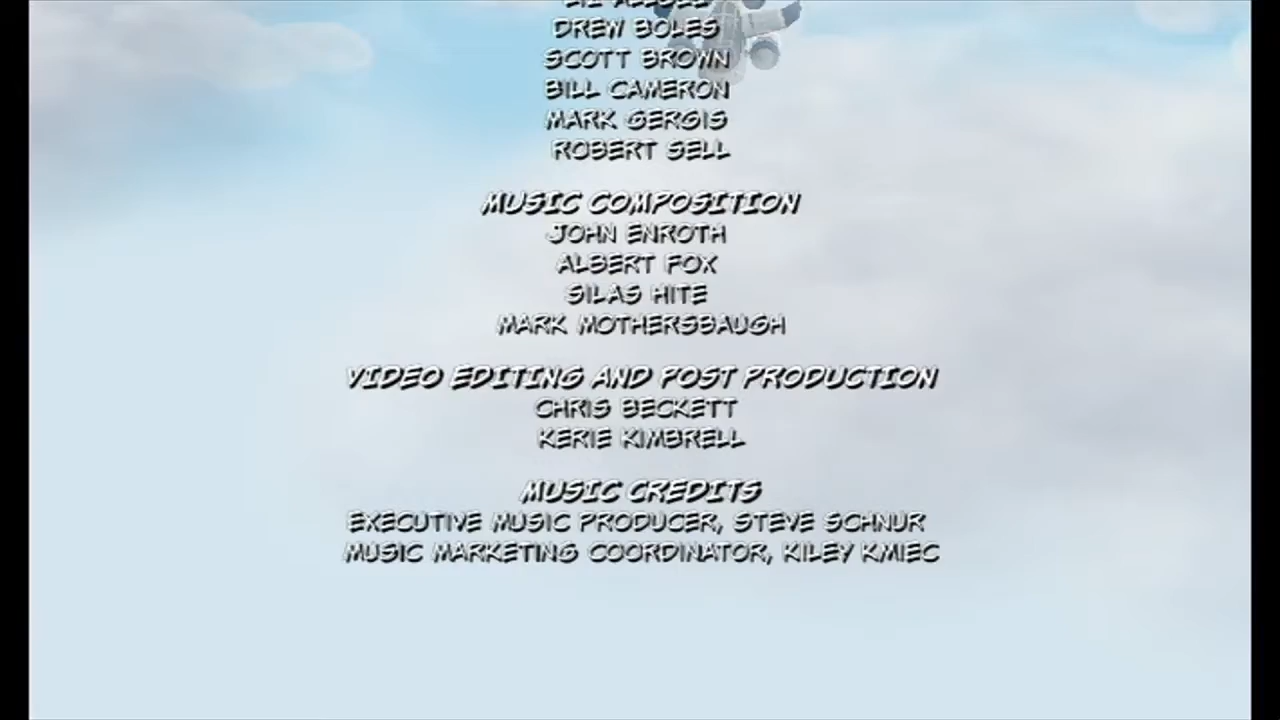 DREW BOLES
SCOTT BROWN
BILL CAMERON
MARK GERGIS
ROBERT SELL
MUSIC COMPOSITION
JOHN ENROTH
ALBERT FOX
SILAS HITE
MARK MOTHERSBAUGH
VIDEO EDITING AND POST PRODUCTION
CHRIS BECKETT
KERIE KIMBRELL
MUSIC CREDITS
EXECUTIVE MUSIC PRODUCER, STEVE SCHNUR
MUSIC MARKETING COORDINATOR, KILEY KMIEC